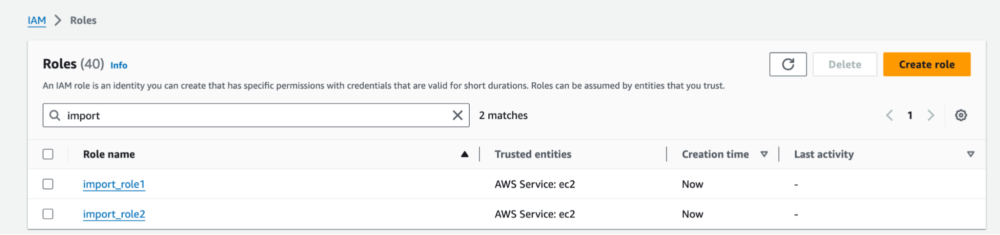 IAM > Roles
Roles (40) Info
Delete
Create role
An IAM role is an identity you can create that has specific permissions with credentials that are valid for short durations. Roles can be assumed by entities that you trust.
import
2 matches
1
Role name Trusted entities Creation time Last activity
import_role1 AWS Service: ec2 Now -
import_role2 AWS Service: ec2 Now -